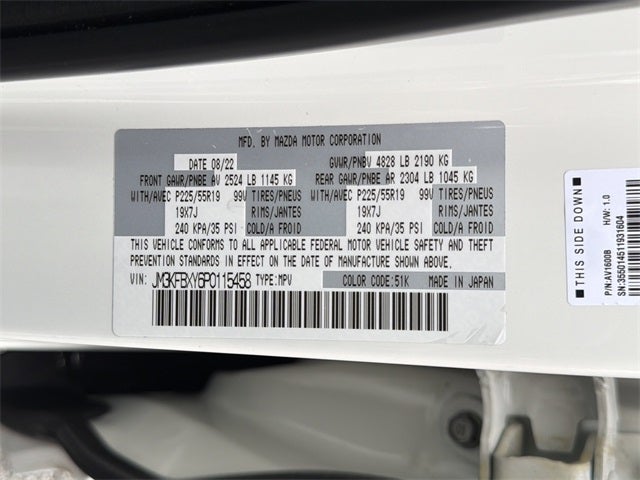 MFD. BY MAZDA MOTOR CORPORATION
DATE 08/22 GVWR/PNBV 4828 LB 2190 KG
FRONT GAWR/PNBE AV 2524 LB 1145 KG REAR GAWR/PNBE AR 2304 LB 1045 KG
WITH/AVEC P225/55R19 99V TIRES/PNEUS WITH/AVEC P225/55R19 99V TIRES/PNEUS
19X7J RIMS/JANTES 19X7J RIMS/JANTES
240 KPA/35 PSI COLD/A FROID 240 KPA/35 PSI COLD/A FROID
THIS VEHICLE CONFORMS TO ALL APPLICABLE FEDERAL MOTOR VEHICLE SAFETY AND THEFT
PREVENTION STANDARDS IN EFFECT ON THE DATE OF MANUFACTURE SHOWN ABOVE.
VIN: JM3KFBXY6P0115458 TYPE:MPV COLOR CODE:51K MADE IN JAPAN
■ THIS SIDE DOWN ■
P/N:AV1600B H/W: 1.0
SN:355014511931604